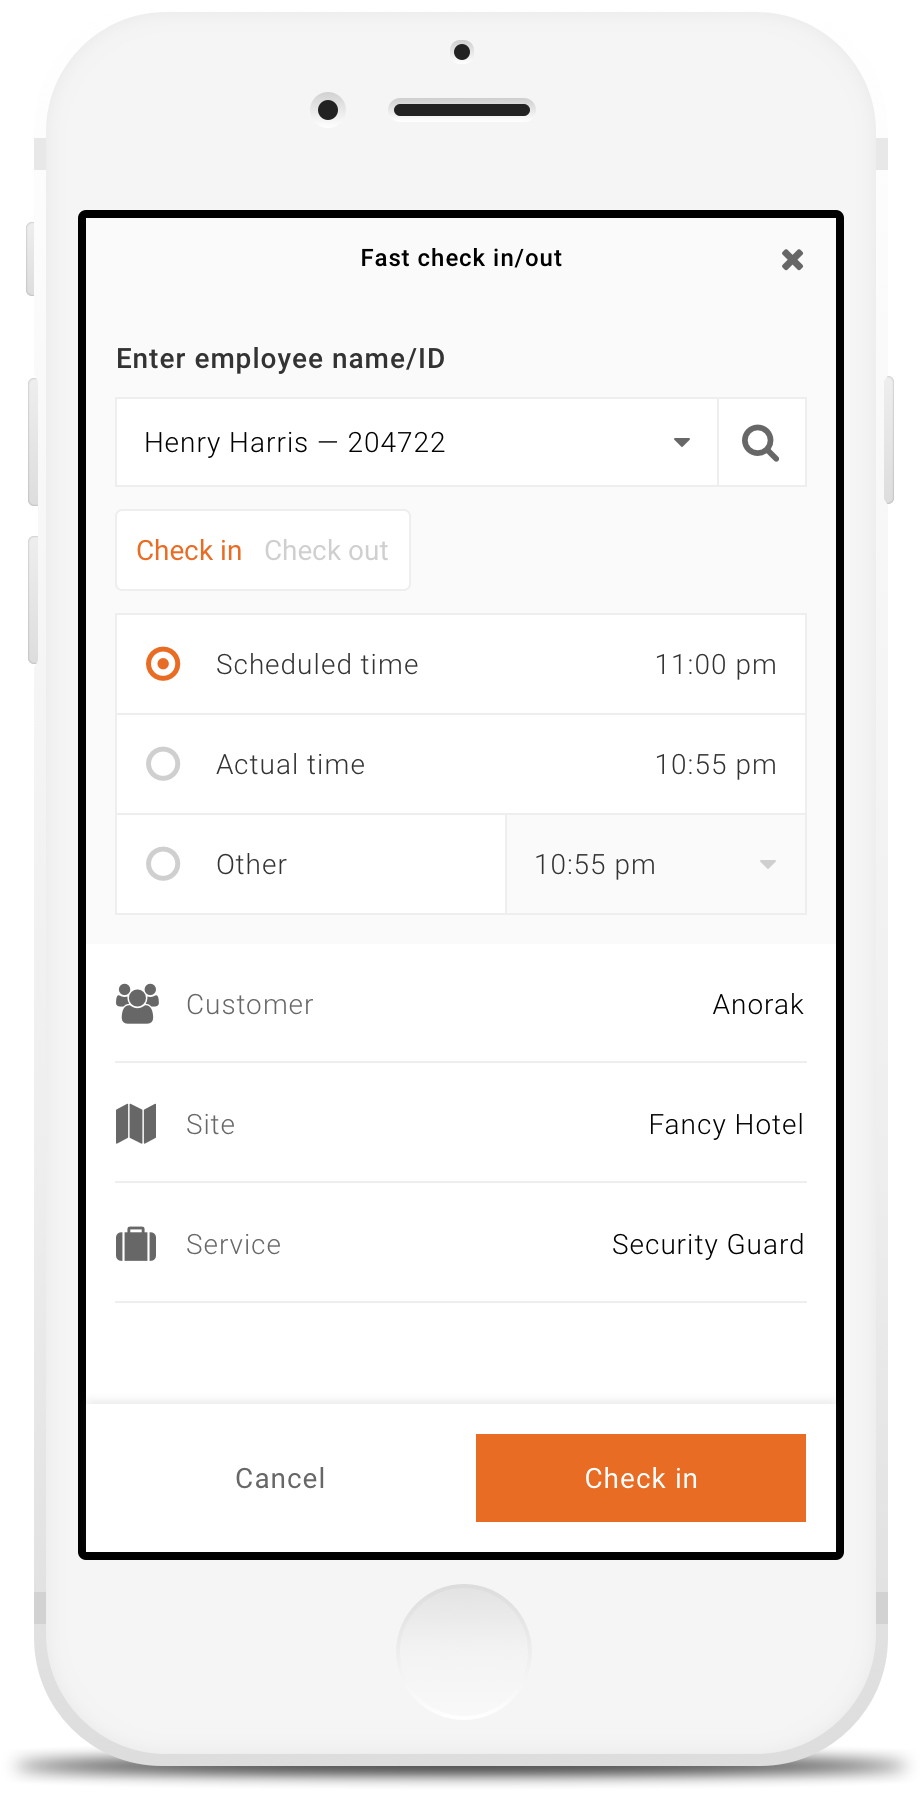 Fast check in/out
Enter employee name/ID
Henry Harris — 204722
Check in Check out
Scheduled time 11:00 pm
Actual time 10:55 pm
Other 10:55 pm
Customer Anorak
Site Fancy Hotel
Service Security Guard
Cancel Check in